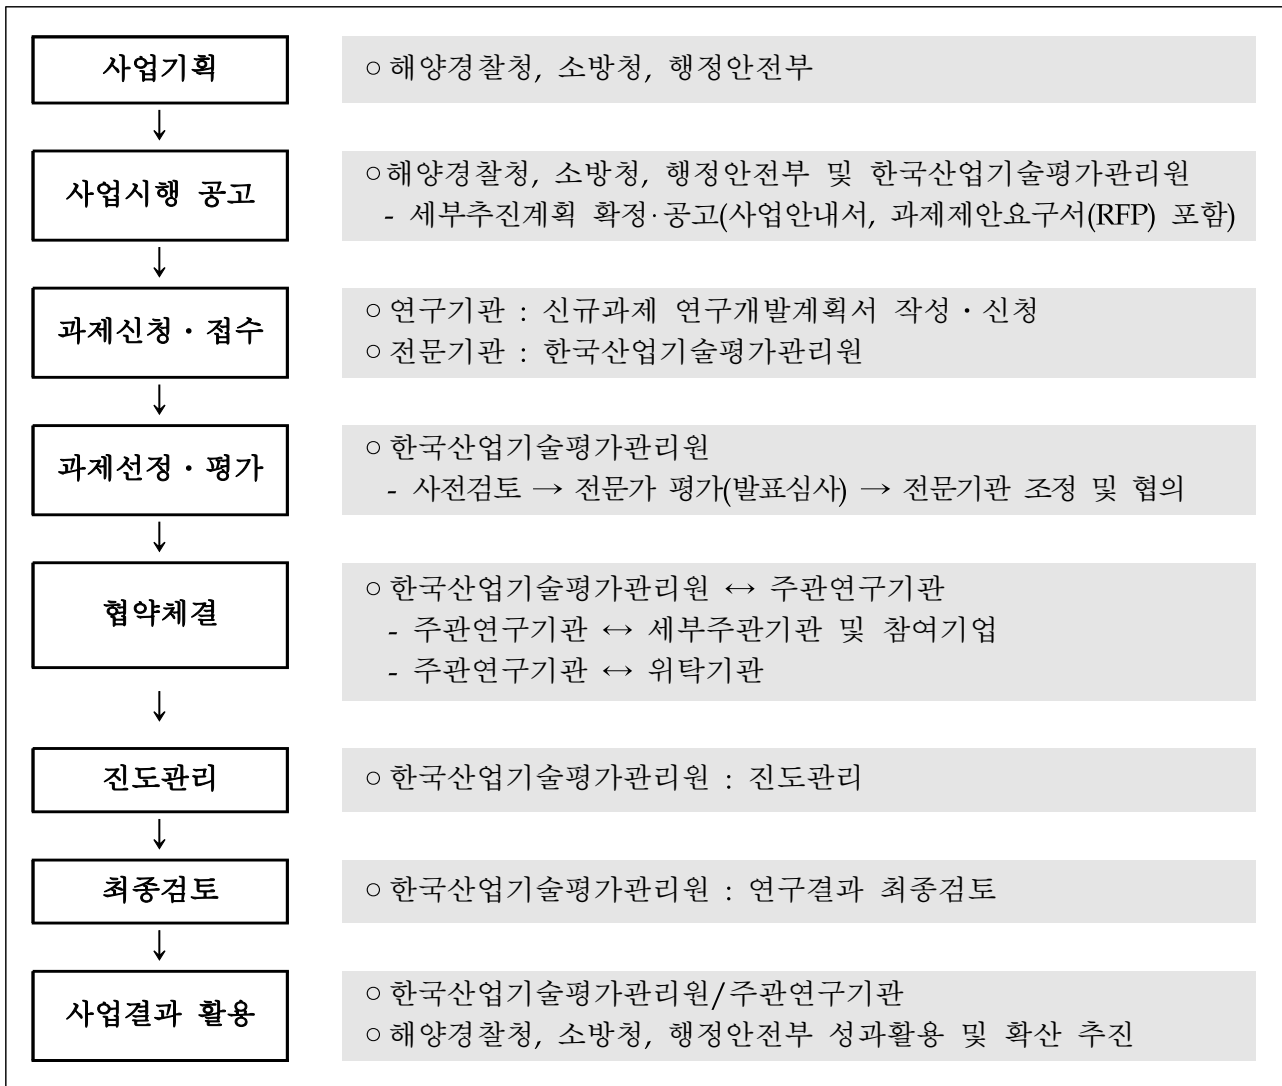 사업기획
○ 해양경찰청, 소방청, 행정안전부
↓
사업시행 공고
○해양경찰청, 소방청, 행정안전부 및 한국산업기술평가관리원
- 세부추진계획 확정·공고(사업안내서, 과제제안요구서(RFP) 포함)
↓
과제신청・접수
○ 연구기관 : 신규과제 연구개발계획서 작성・신청
○ 전문기관 : 한국산업기술평가관리원
↓
과제선정・평가
○ 한국산업기술평가관리원
- 사전검토 → 전문가 평가(발표심사) → 전문기관 조정 및 협의
↓
협약체결
○ 한국산업기술평가관리원 ↔ 주관연구기관
- 주관연구기관 ↔ 세부주관기관 및 참여기업
- 주관연구기관 ↔ 위탁기관
↓
진도관리
○ 한국산업기술평가관리원 : 진도관리
↓
최종검토
○ 한국산업기술평가관리원 : 연구결과 최종검토
↓
사업결과 활용
○ 한국산업기술평가관리원/주관연구기관
○ 해양경찰청, 소방청, 행정안전부 성과활용 및 확산 추진